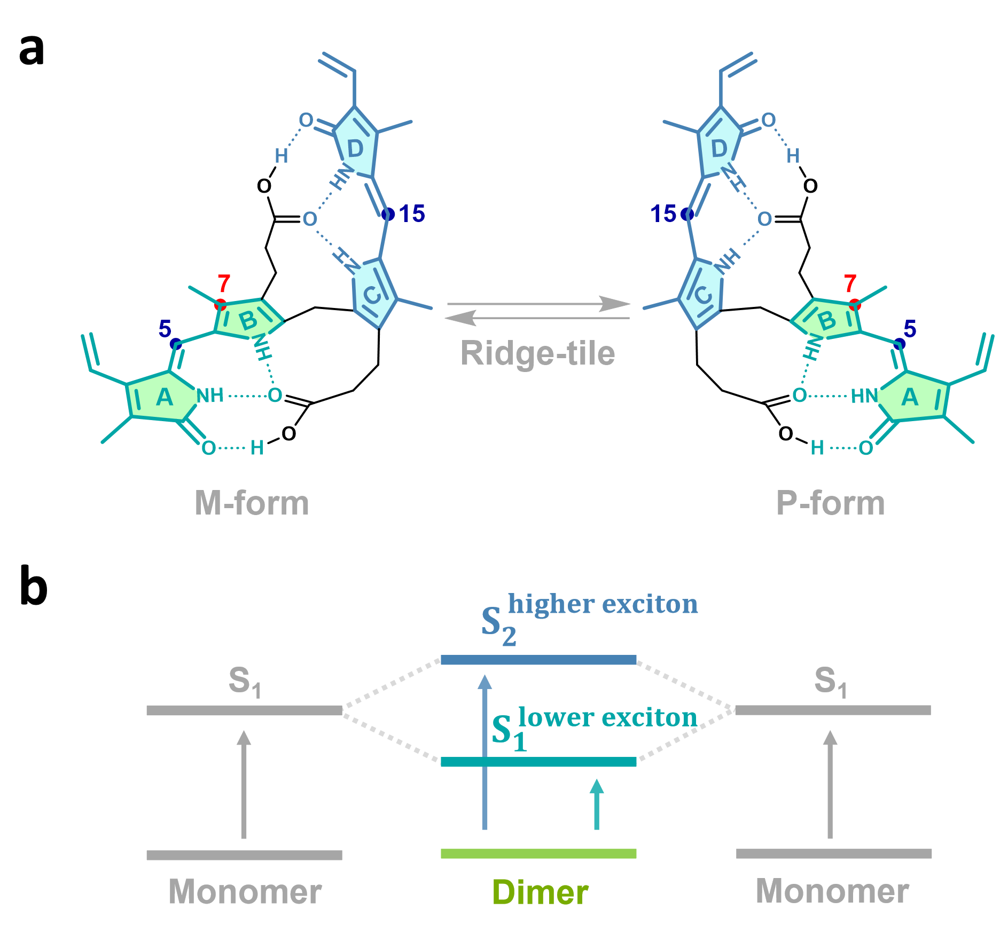 a
O
D
O
D
H
H
HN
NH
O
O
O
15
15
O
HN
NH
7
7
C
C
B
B
5
5
NH
NH
Ridge-tile
A
NH
O
O
HN
A
O
H
O
O
H
O
M-form
P-form
b
S2 higher exciton
S1
S1
S1 lower exciton
Monomer
Dimer
Monomer